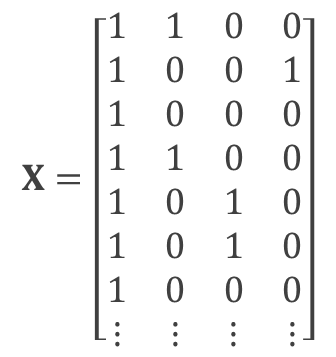 1 1 0 0
1 0 0 1
1 0 0 0
X = 1 1 0 0
1 0 1 0
1 0 1 0
1 0 0 0
⋮ ⋮ ⋮ ⋮